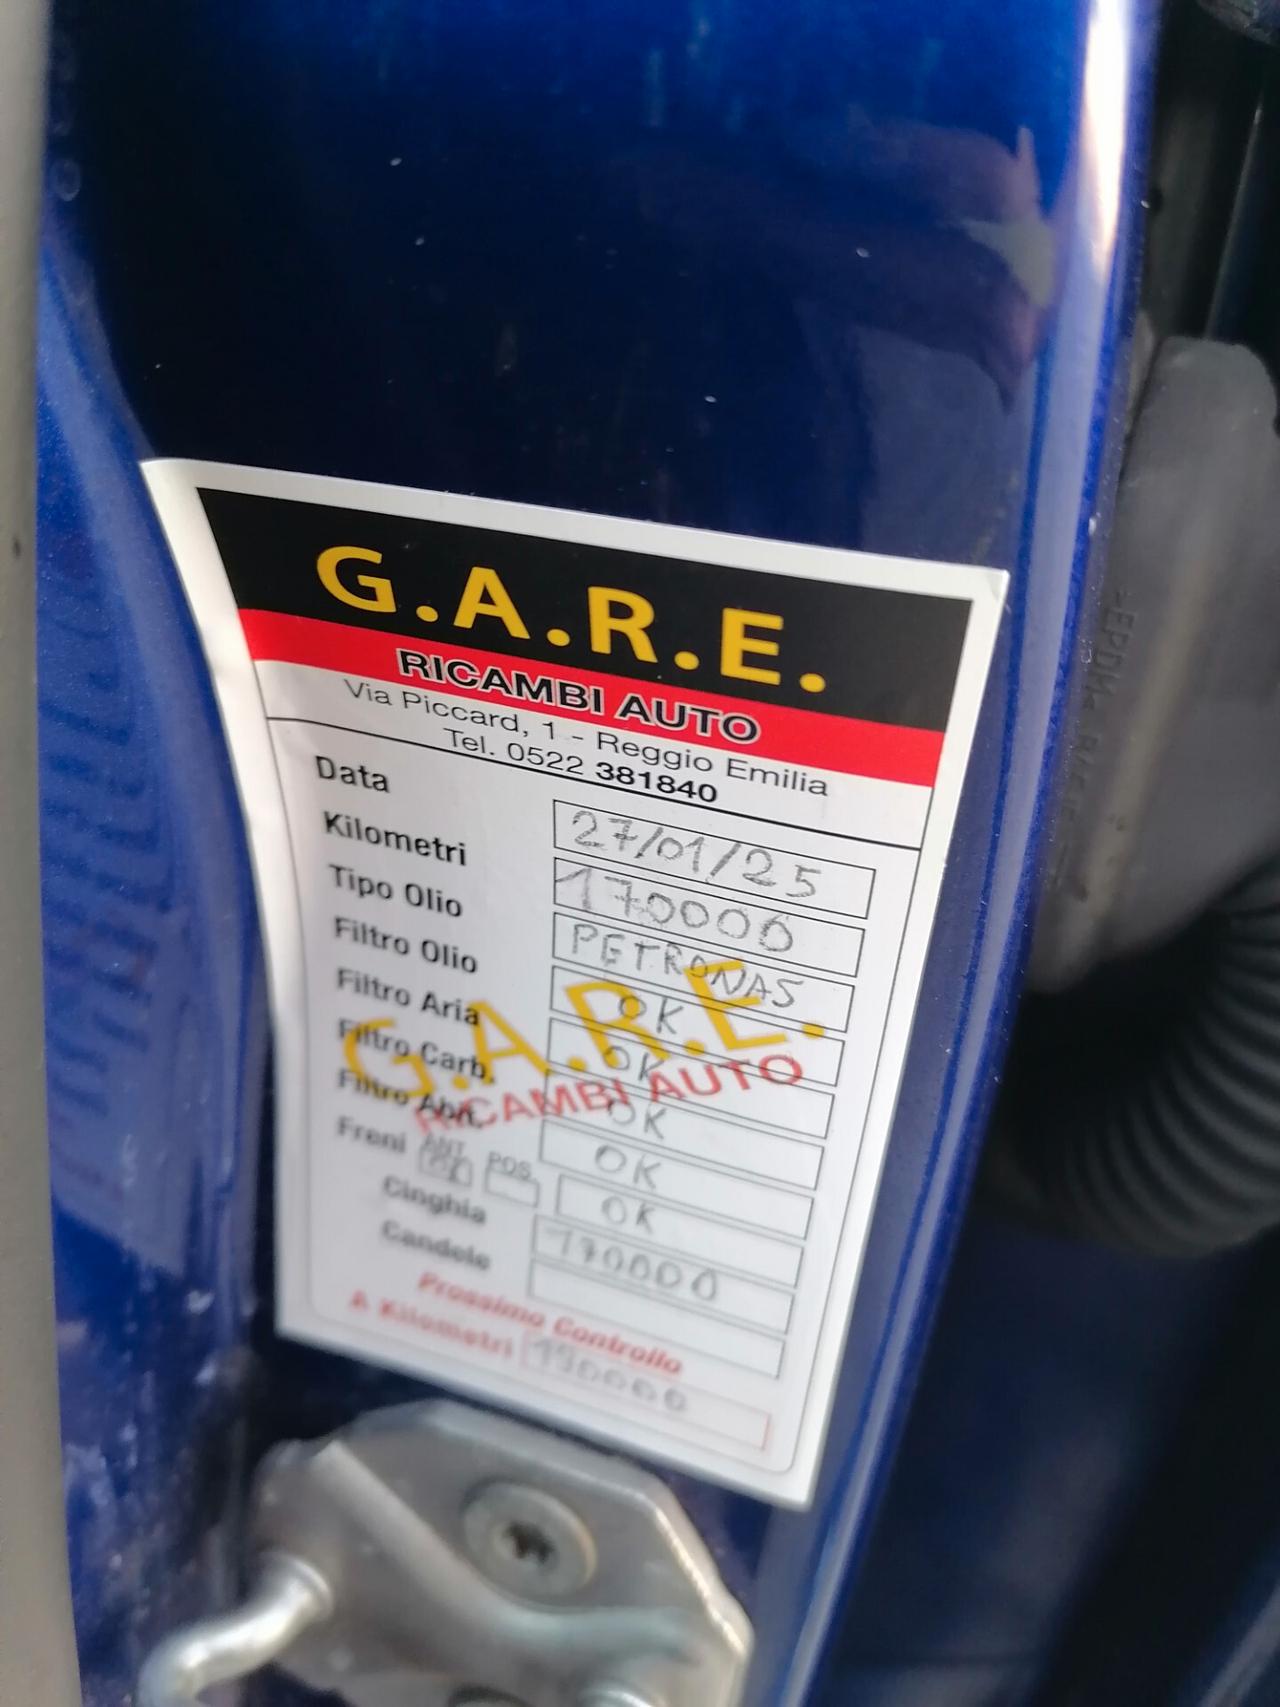 G.A.R.E.
RICAMBI AUTO
Via Piccard, 1 - Reggio Emilia
Tel. 0522 381840
Data 27/01/25
Kilometri 170000
Tipo Olio PETRONAS
Filtro Olio OK
Filtro Aria OK
Filtro Carb. OK
Filtro Abit. OK
Freni ANT. POS. OK
Cinghia 170000
Candele
Prossimo Controllo
A Kilometri 190000
G.A.R.E.
RICAMBI AUTO